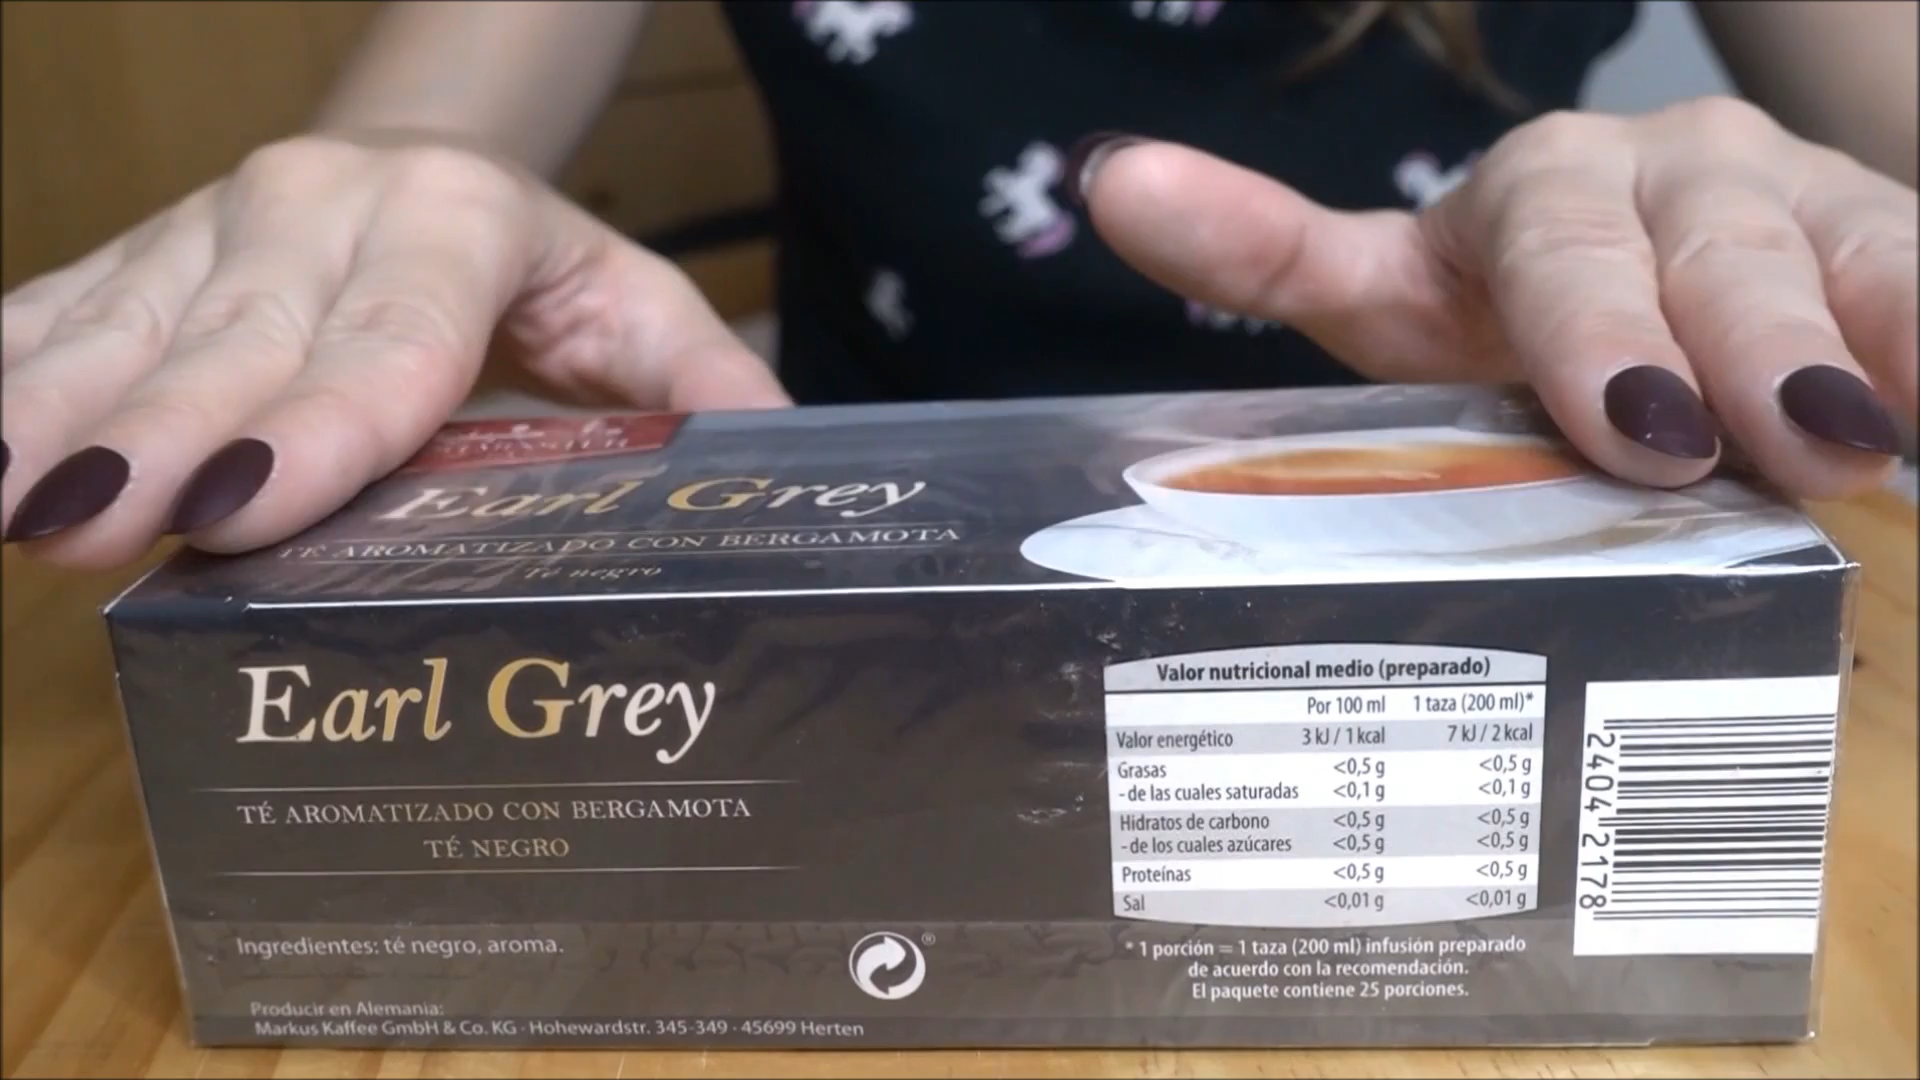 Earl Grey
TÉ AROMATIZADO CON BERGAMOTA
Té negro
Earl Grey
TÉ AROMATIZADO CON BERGAMOTA
TÉ NEGRO
Ingredientes: té negro, aroma.
Producir en Alemania:
Markus Kaffee GmbH & Co. KG · Hohewardstr. 345-349 · 45699 Herten
®
Valor nutricional medio (preparado)
Por 100 ml 1 taza (200 ml)*
Valor energético 3 kJ / 1 kcal 7 kJ / 2 kcal
Grasas <0,5 g <0,5 g
- de las cuales saturadas <0,1 g <0,1 g
Hidratos de carbono <0,5 g <0,5 g
- de los cuales azúcares <0,5 g <0,5 g
Proteínas <0,5 g <0,5 g
Sal <0,01 g <0,01 g
* 1 porción = 1 taza (200 ml) infusión preparado
de acuerdo con la recomendación.
El paquete contiene 25 porciones.
2404 2178